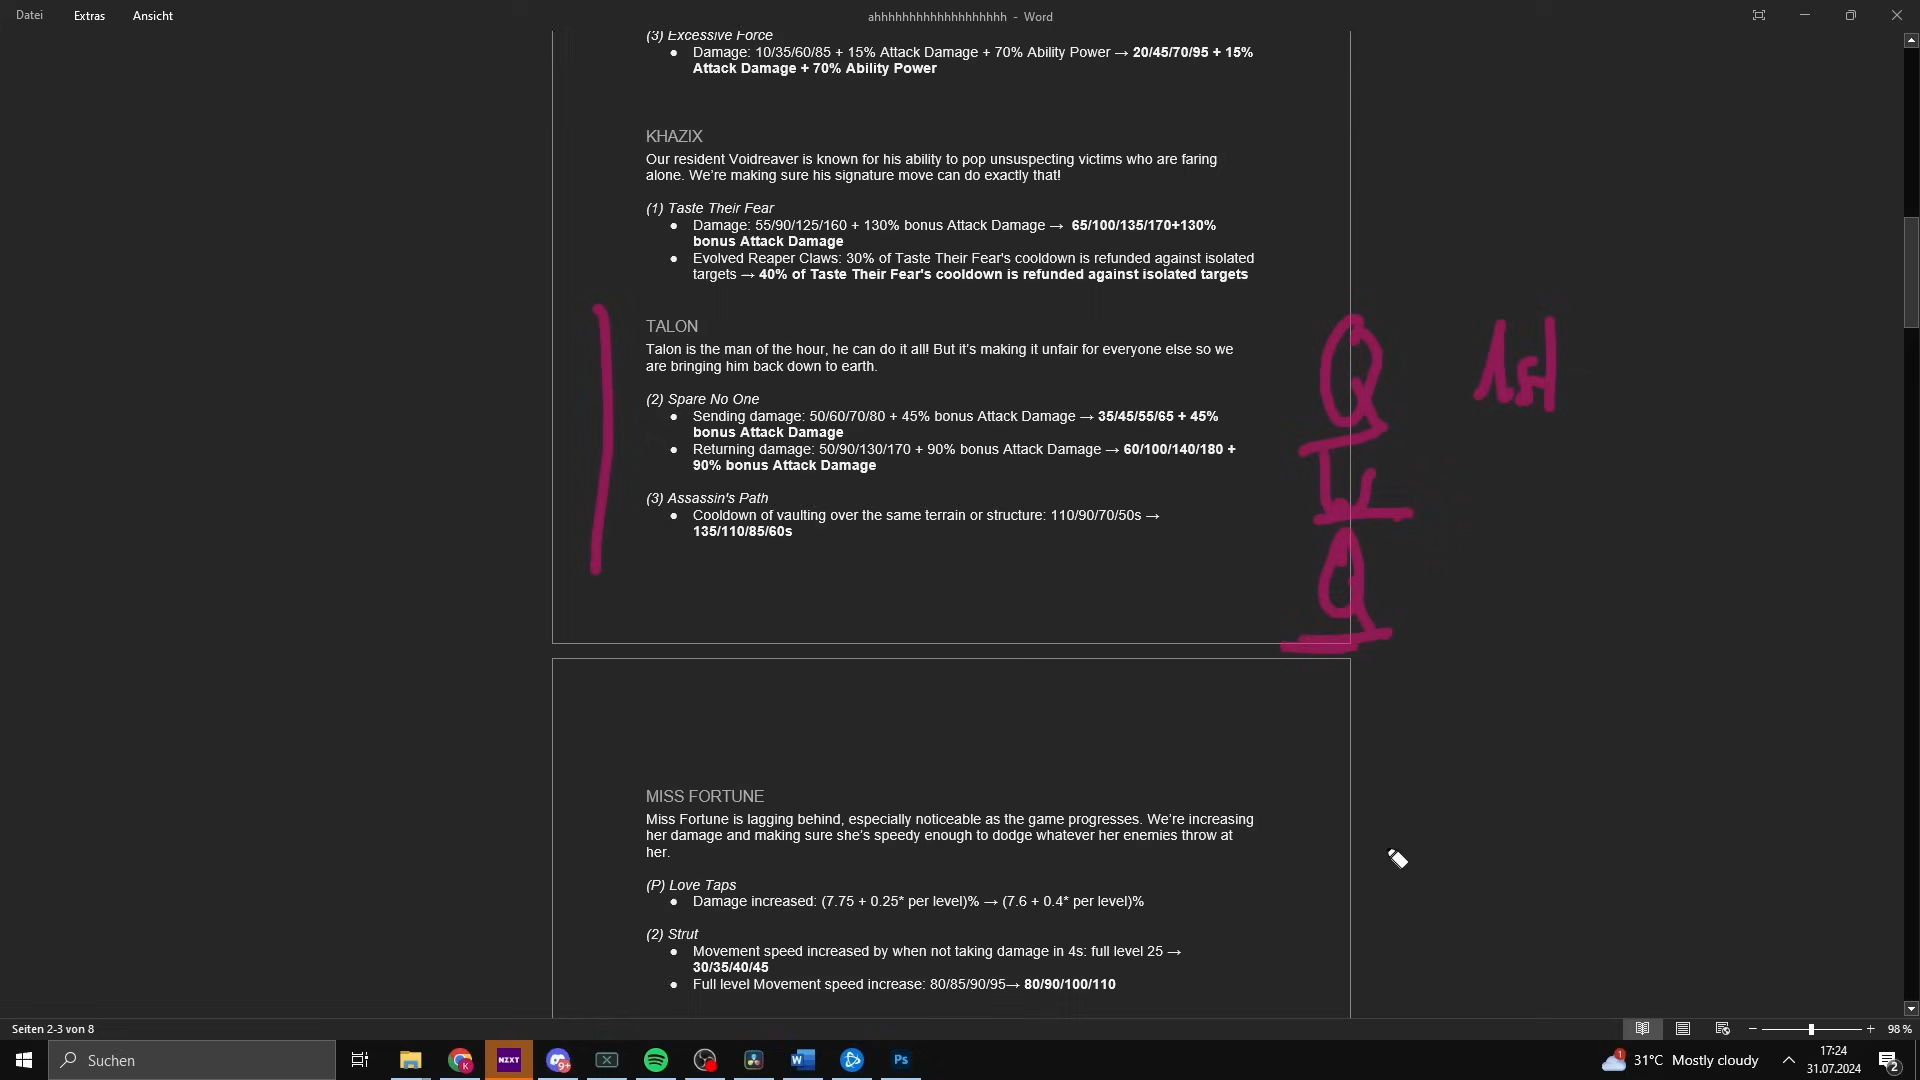 Datei Extras Ansicht ahhhhhhhhhhhhhhhhhhh - Word
(3) Excessive Force
● Damage: 10/35/60/85 + 15% Attack Damage + 70% Ability Power → 20/45/70/95 + 15%
Attack Damage + 70% Ability Power
KHAZIX
Our resident Voidreaver is known for his ability to pop unsuspecting victims who are faring
alone. We're making sure his signature move can do exactly that!
(1) Taste Their Fear
● Damage: 55/90/125/160 + 130% bonus Attack Damage → 65/100/135/170+130%
bonus Attack Damage
● Evolved Reaper Claws: 30% of Taste Their Fear's cooldown is refunded against isolated
targets → 40% of Taste Their Fear's cooldown is refunded against isolated targets
TALON
Talon is the man of the hour, he can do it all! But it's making it unfair for everyone else so we
are bringing him back down to earth.
(2) Spare No One
● Sending damage: 50/60/70/80 + 45% bonus Attack Damage → 35/45/55/65 + 45%
bonus Attack Damage
● Returning damage: 50/90/130/170 + 90% bonus Attack Damage → 60/100/140/180 +
90% bonus Attack Damage
(3) Assassin's Path
● Cooldown of vaulting over the same terrain or structure: 110/90/70/50s →
135/110/85/60s
Q
1st
Q
MISS FORTUNE
Miss Fortune is lagging behind, especially noticeable as the game progresses. We're increasing
her damage and making sure she's speedy enough to dodge whatever her enemies throw at
her.
(P) Love Taps
● Damage increased: (7.75 + 0.25* per level)% → (7.6 + 0.4* per level)%
(2) Strut
● Movement speed increased by when not taking damage in 4s: full level 25 →
30/35/40/45
● Full level Movement speed increase: 80/85/90/95→ 80/90/100/110
Seiten 2-3 von 8
98 %
Suchen
NZXT
9+
W
Ps
1
31°C Mostly cloudy
17:24
31.07.2024
2